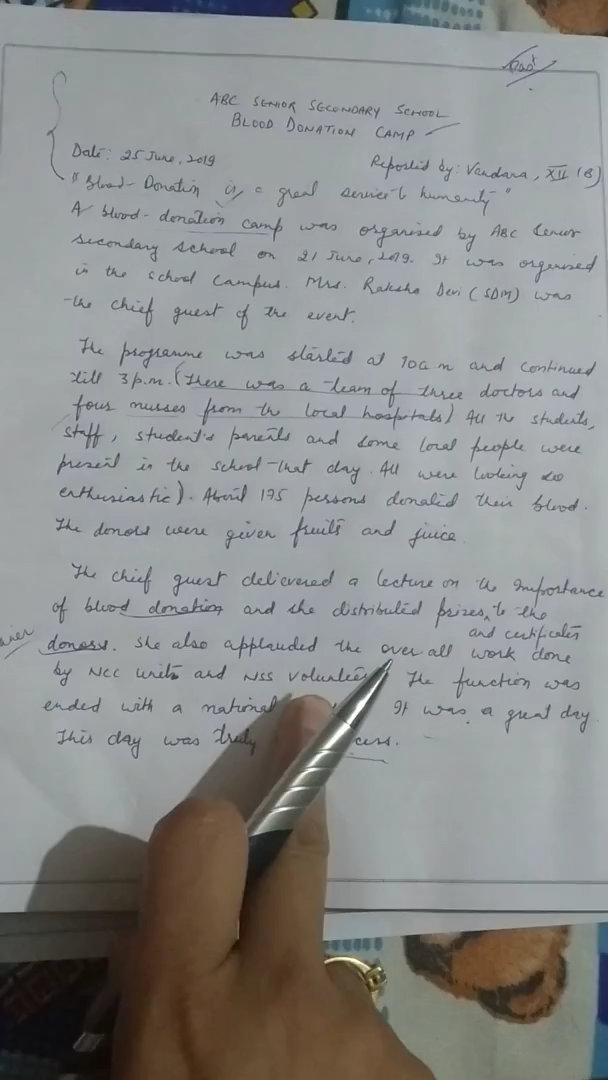 ABC SENIOR SECONDARY SCHOOL
BLOOD DONATION CAMP
Date: 25 June, 2019 Reported by: Vandana, XII (B)
"Blood-Donation is a great service to humanity"
A blood-donation camp was organised by ABC Senior
secondary school on 21 June, 2019. It was organised
in the school campus. Mrs. Raksha Devi (SDM) was
the chief guest of the event.
The programme was started at 10a.m and continued
till 3 p.m. (There was a team of three doctors and
four nurses from the local hospitals) All the students,
staff, student's parents and some local people were
present in the school that day. All were looking so
enthusiastic). About 175 persons donated their blood.
The donors were given fruits and juice.
The chief guest delivered a lecture on the importance
of blood donation and she distributed prizes, to the
and certificates
donors. She also applauded the over all work done
by NCC units and NSS The function was
ended with a national It was a great day.
This day was truly